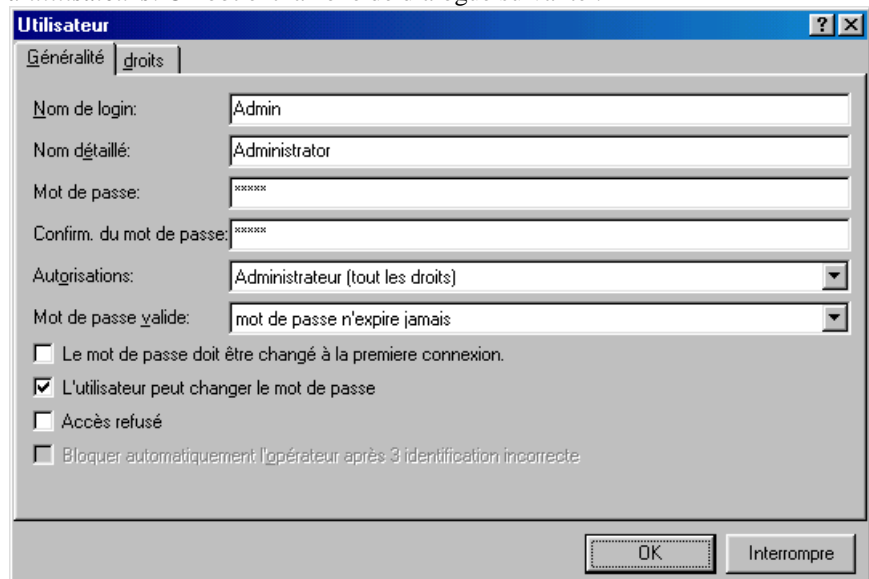 Utilisateur
Généralité droits
Nom de login: Admin
Nom détaillé: Administrator
Mot de passe: *****
Confirm. du mot de passe: *****
Autorisations: Administrateur (tout les droits)
Mot de passe valide: mot de passe n'expire jamais
Le mot de passe doit être changé à la premiere connexion.
L'utilisateur peut changer le mot de passe
Accès refusé
Bloquer automatiquement l'opérateur après 3 identification incorrecte
OK Interrompre